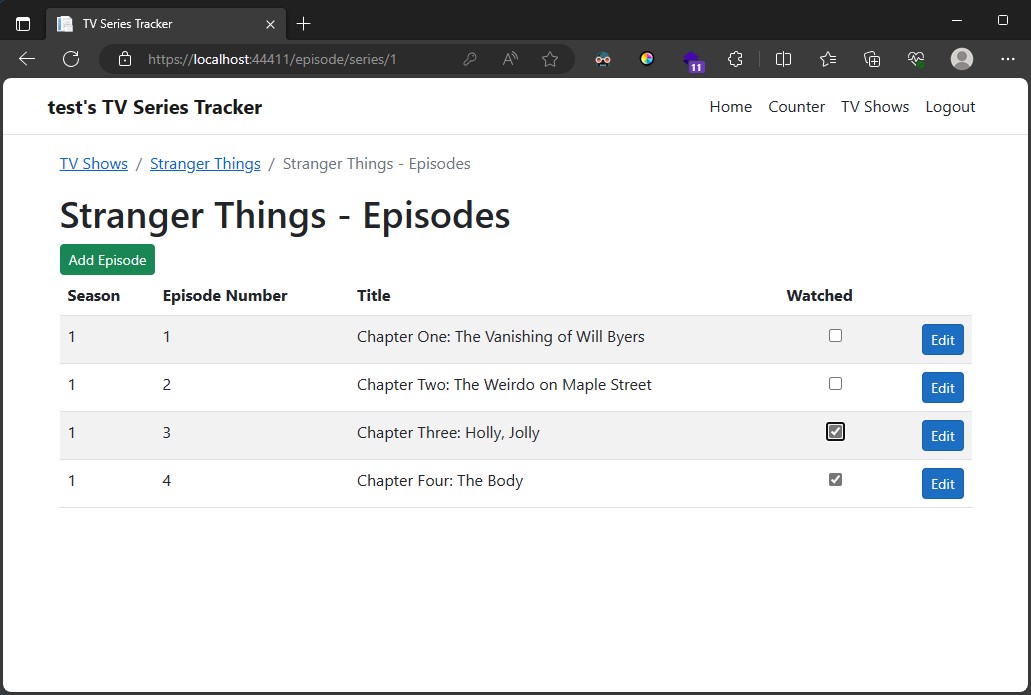 TV Series Tracker
https://localhost:44411/episode/series/1
11
test's TV Series Tracker Home Counter TV Shows Logout
TV Shows / Stranger Things / Stranger Things - Episodes
Stranger Things - Episodes
Add Episode
Season Episode Number Title Watched
1 1 Chapter One: The Vanishing of Will Byers Edit
1 2 Chapter Two: The Weirdo on Maple Street Edit
1 3 Chapter Three: Holly, Jolly Edit
1 4 Chapter Four: The Body Edit